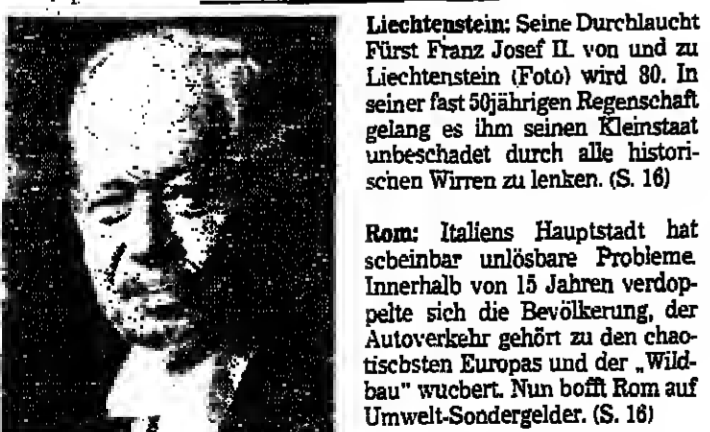 Liechtenstein: Seine Durchlaucht
Fürst Franz Josef II. von und zu
Liechtenstein (Foto) wird 80. In
seiner fast 50jährigen Regenschaft
gelang es ihm seinen Kleinstaat
unbeschadet durch alle histori-
schen Wirren zu lenken. (S. 16)
Rom: Italiens Hauptstadt hat
scheinbar unlösbare Probleme.
Innerhalb von 15 Jahren verdop-
pelte sich die Bevölkerung, der
Autoverkehr gehört zu den chao-
tischsten Europas und der „Wild-
bau" wuchert. Nun hofft Rom auf
Umwelt-Sondergelder. (S. 16)